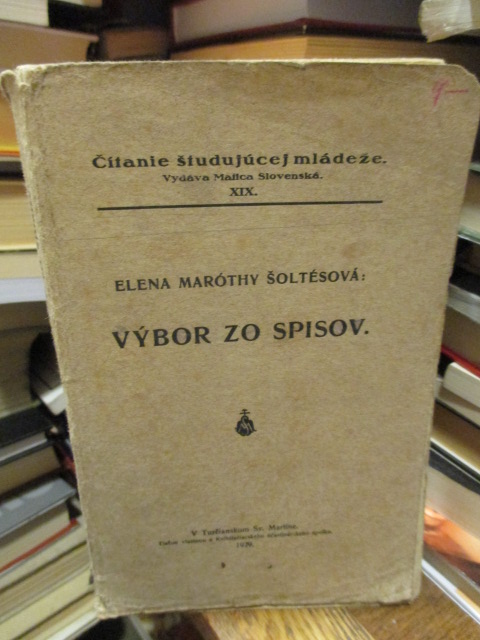 Čítanie študujúcej mládeže.
Vydáva Matica Slovenská.
XIX.
ELENA MARÓTHY ŠOLTÉSOVÁ:
VÝBOR ZO SPISOV.
V Turčianskom Sv. Martine.